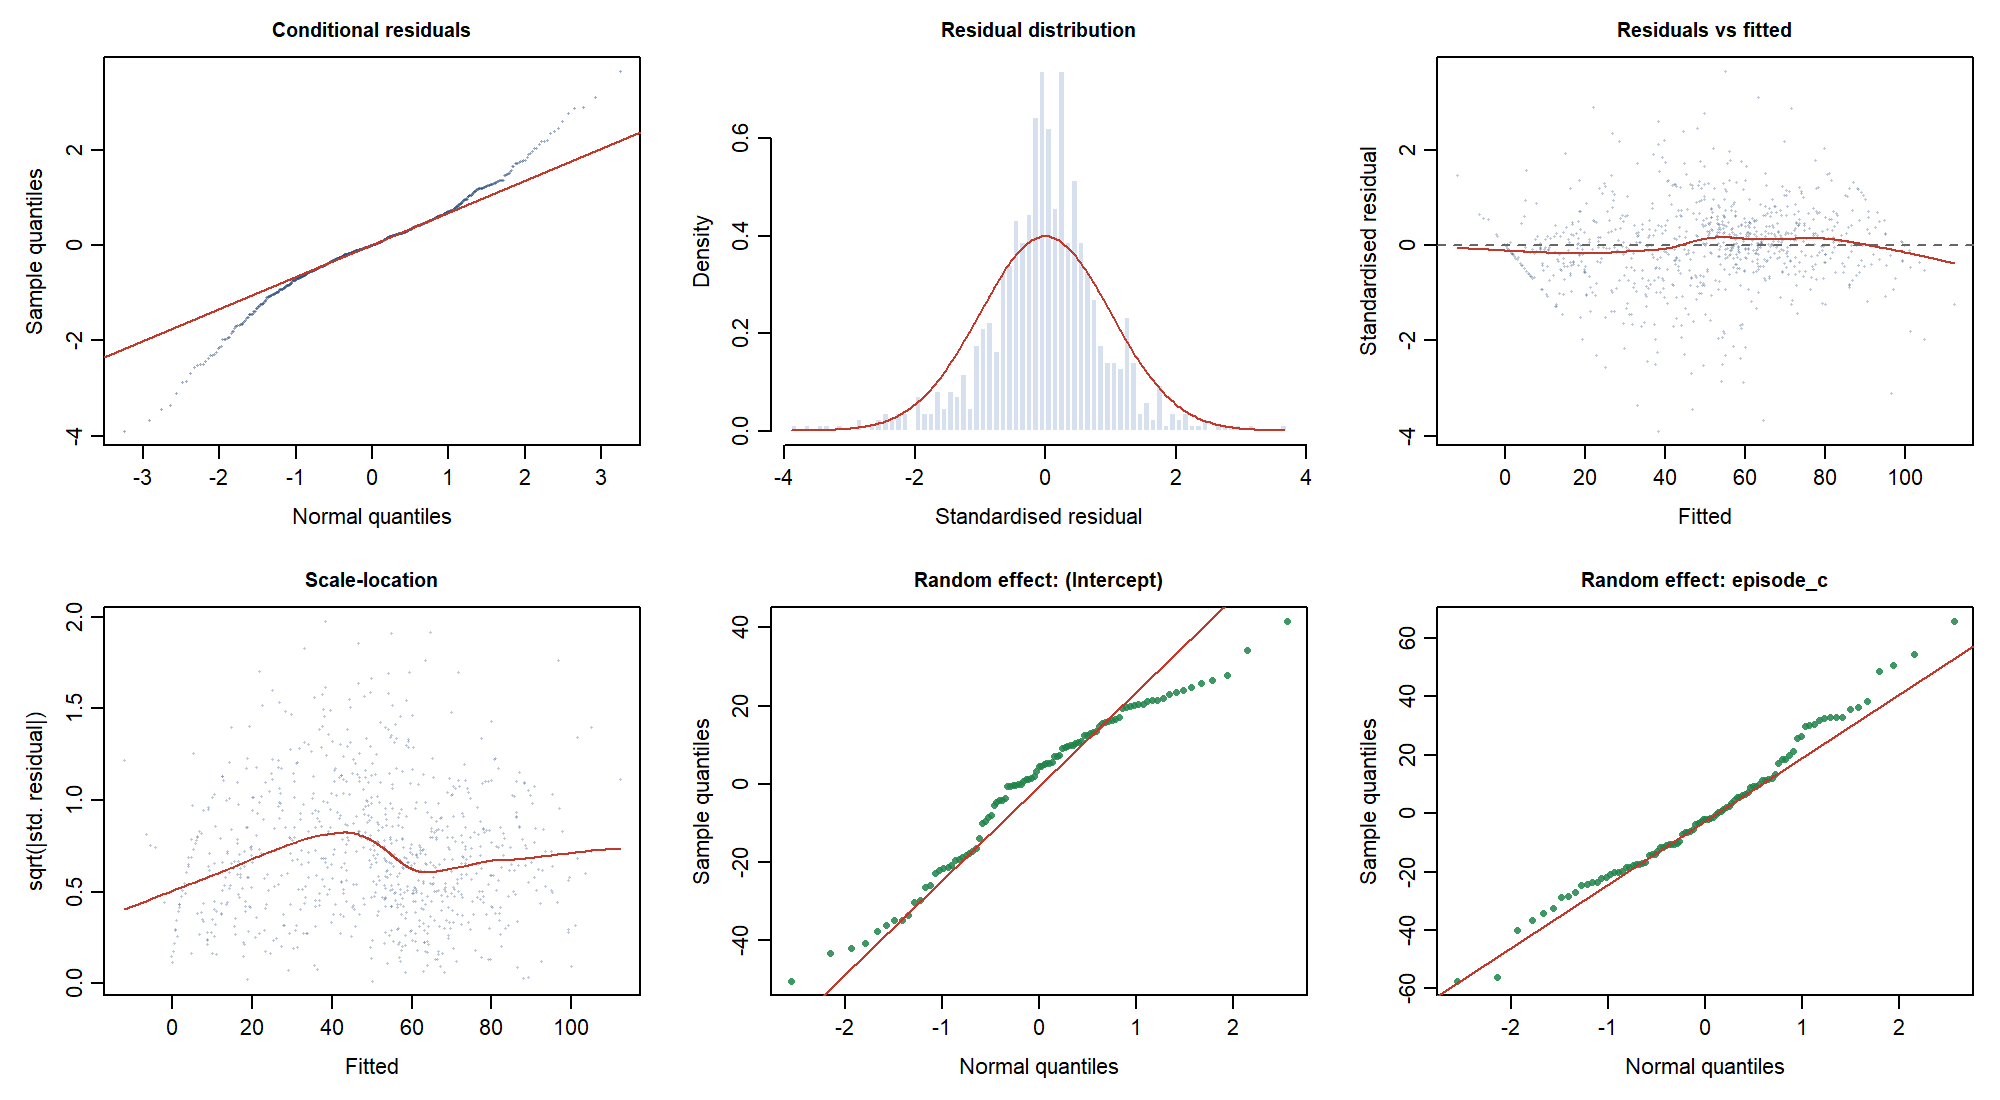 Conditional residuals
Sample quantiles
-4 -2 0 2
-3 -2 -1 0 1 2 3
Normal quantiles
Residual distribution
Density
0.0 0.2 0.4 0.6
-4 -2 0 2 4
Standardised residual
Residuals vs fitted
Standardised residual
-4 -2 0 2
0 20 40 60 80 100
Fitted
Scale-location
sqrt(|std. residual|)
0.0 0.5 1.0 1.5 2.0
0 20 40 60 80 100
Fitted
Random effect: (Intercept)
Sample quantiles
-40 -20 0 20 40
-2 -1 0 1 2
Normal quantiles
Random effect: episode_c
Sample quantiles
-60 -40 -20 0 20 40 60
-2 -1 0 1 2
Normal quantiles